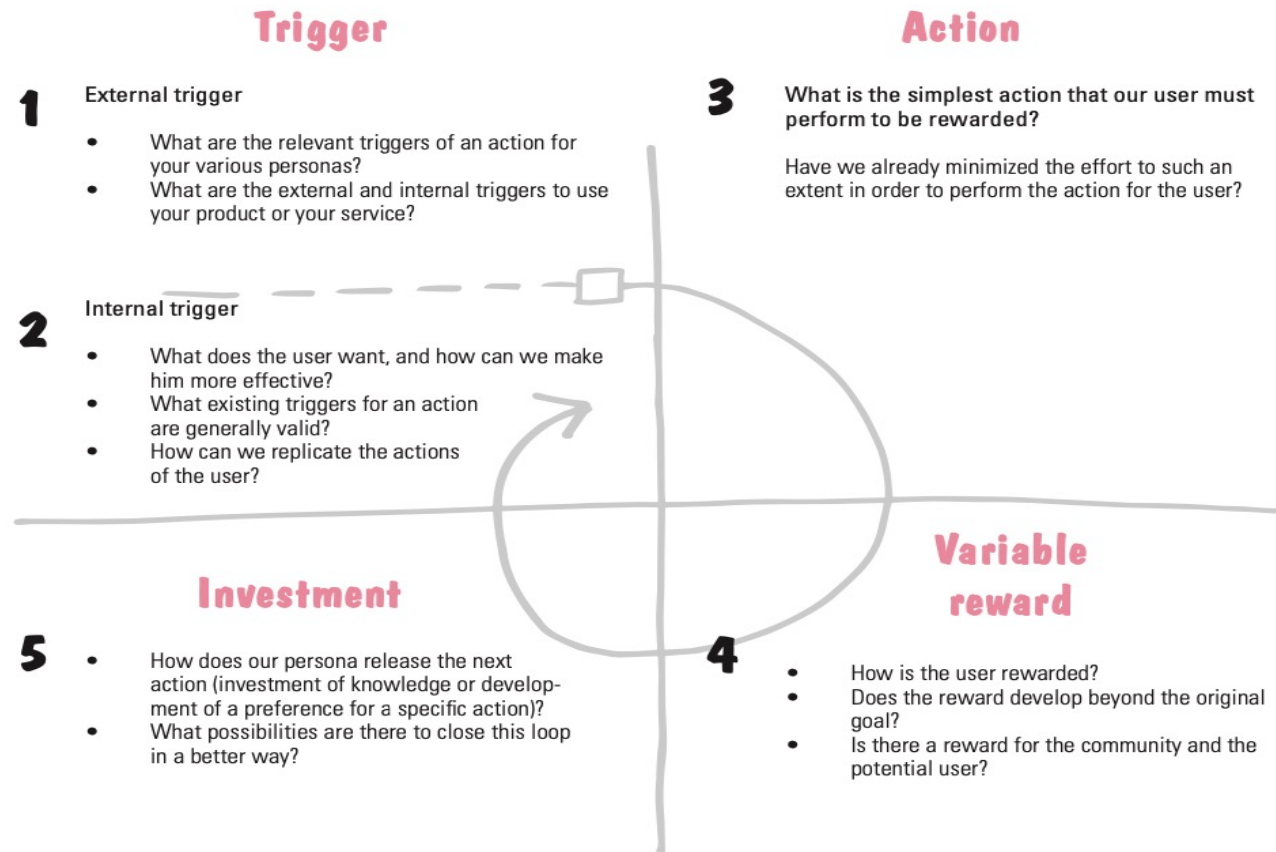 Trigger
1
External trigger
• What are the relevant triggers of an action for
your various personas?
• What are the external and internal triggers to use
your product or your service?
2
Internal trigger
• What does the user want, and how can we make
him more effective?
• What existing triggers for an action
are generally valid?
• How can we replicate the actions
of the user?
Action
3
What is the simplest action that our user must
perform to be rewarded?
Have we already minimized the effort to such an
extent in order to perform the action for the user?
Variable
reward
4
• How is the user rewarded?
• Does the reward develop beyond the original
goal?
• Is there a reward for the community and the
potential user?
Investment
5
• How does our persona release the next
action (investment of knowledge or develop-
ment of a preference for a specific action)?
• What possibilities are there to close this loop
in a better way?